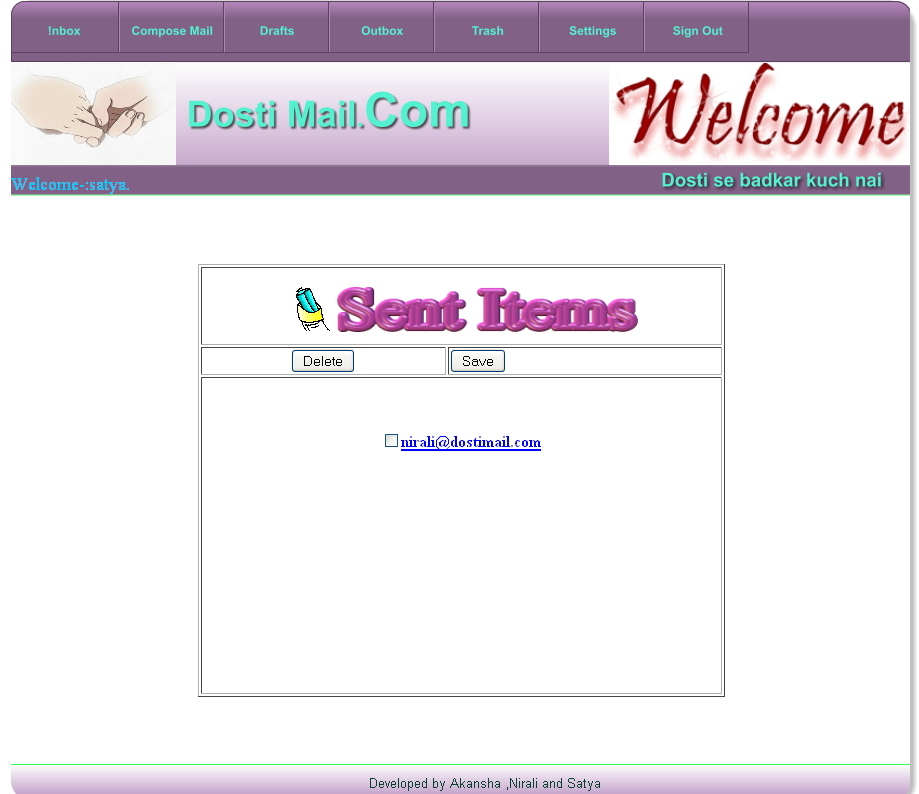 !nbox Compose Mail Drafts Outbox Trash Settings Sign Out
Dosti Mail.Com
Welcome
Welcome-:satya.
Dosti se badkar kuch nai
Sent Items
Delete Save
nirali@dostimail.com
Developed by Akansha ,Nirali and Satya